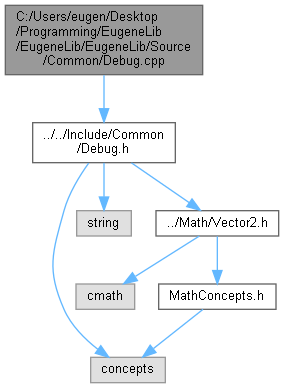 C:/Users/eugen/Desktop
/Programming/EugeneLib
/EugeneLib/EugeneLib/Source
/Common/Debug.cpp
../../Include/Common
/Debug.h
string
../Math/Vector2.h
cmath
MathConcepts.h
concepts